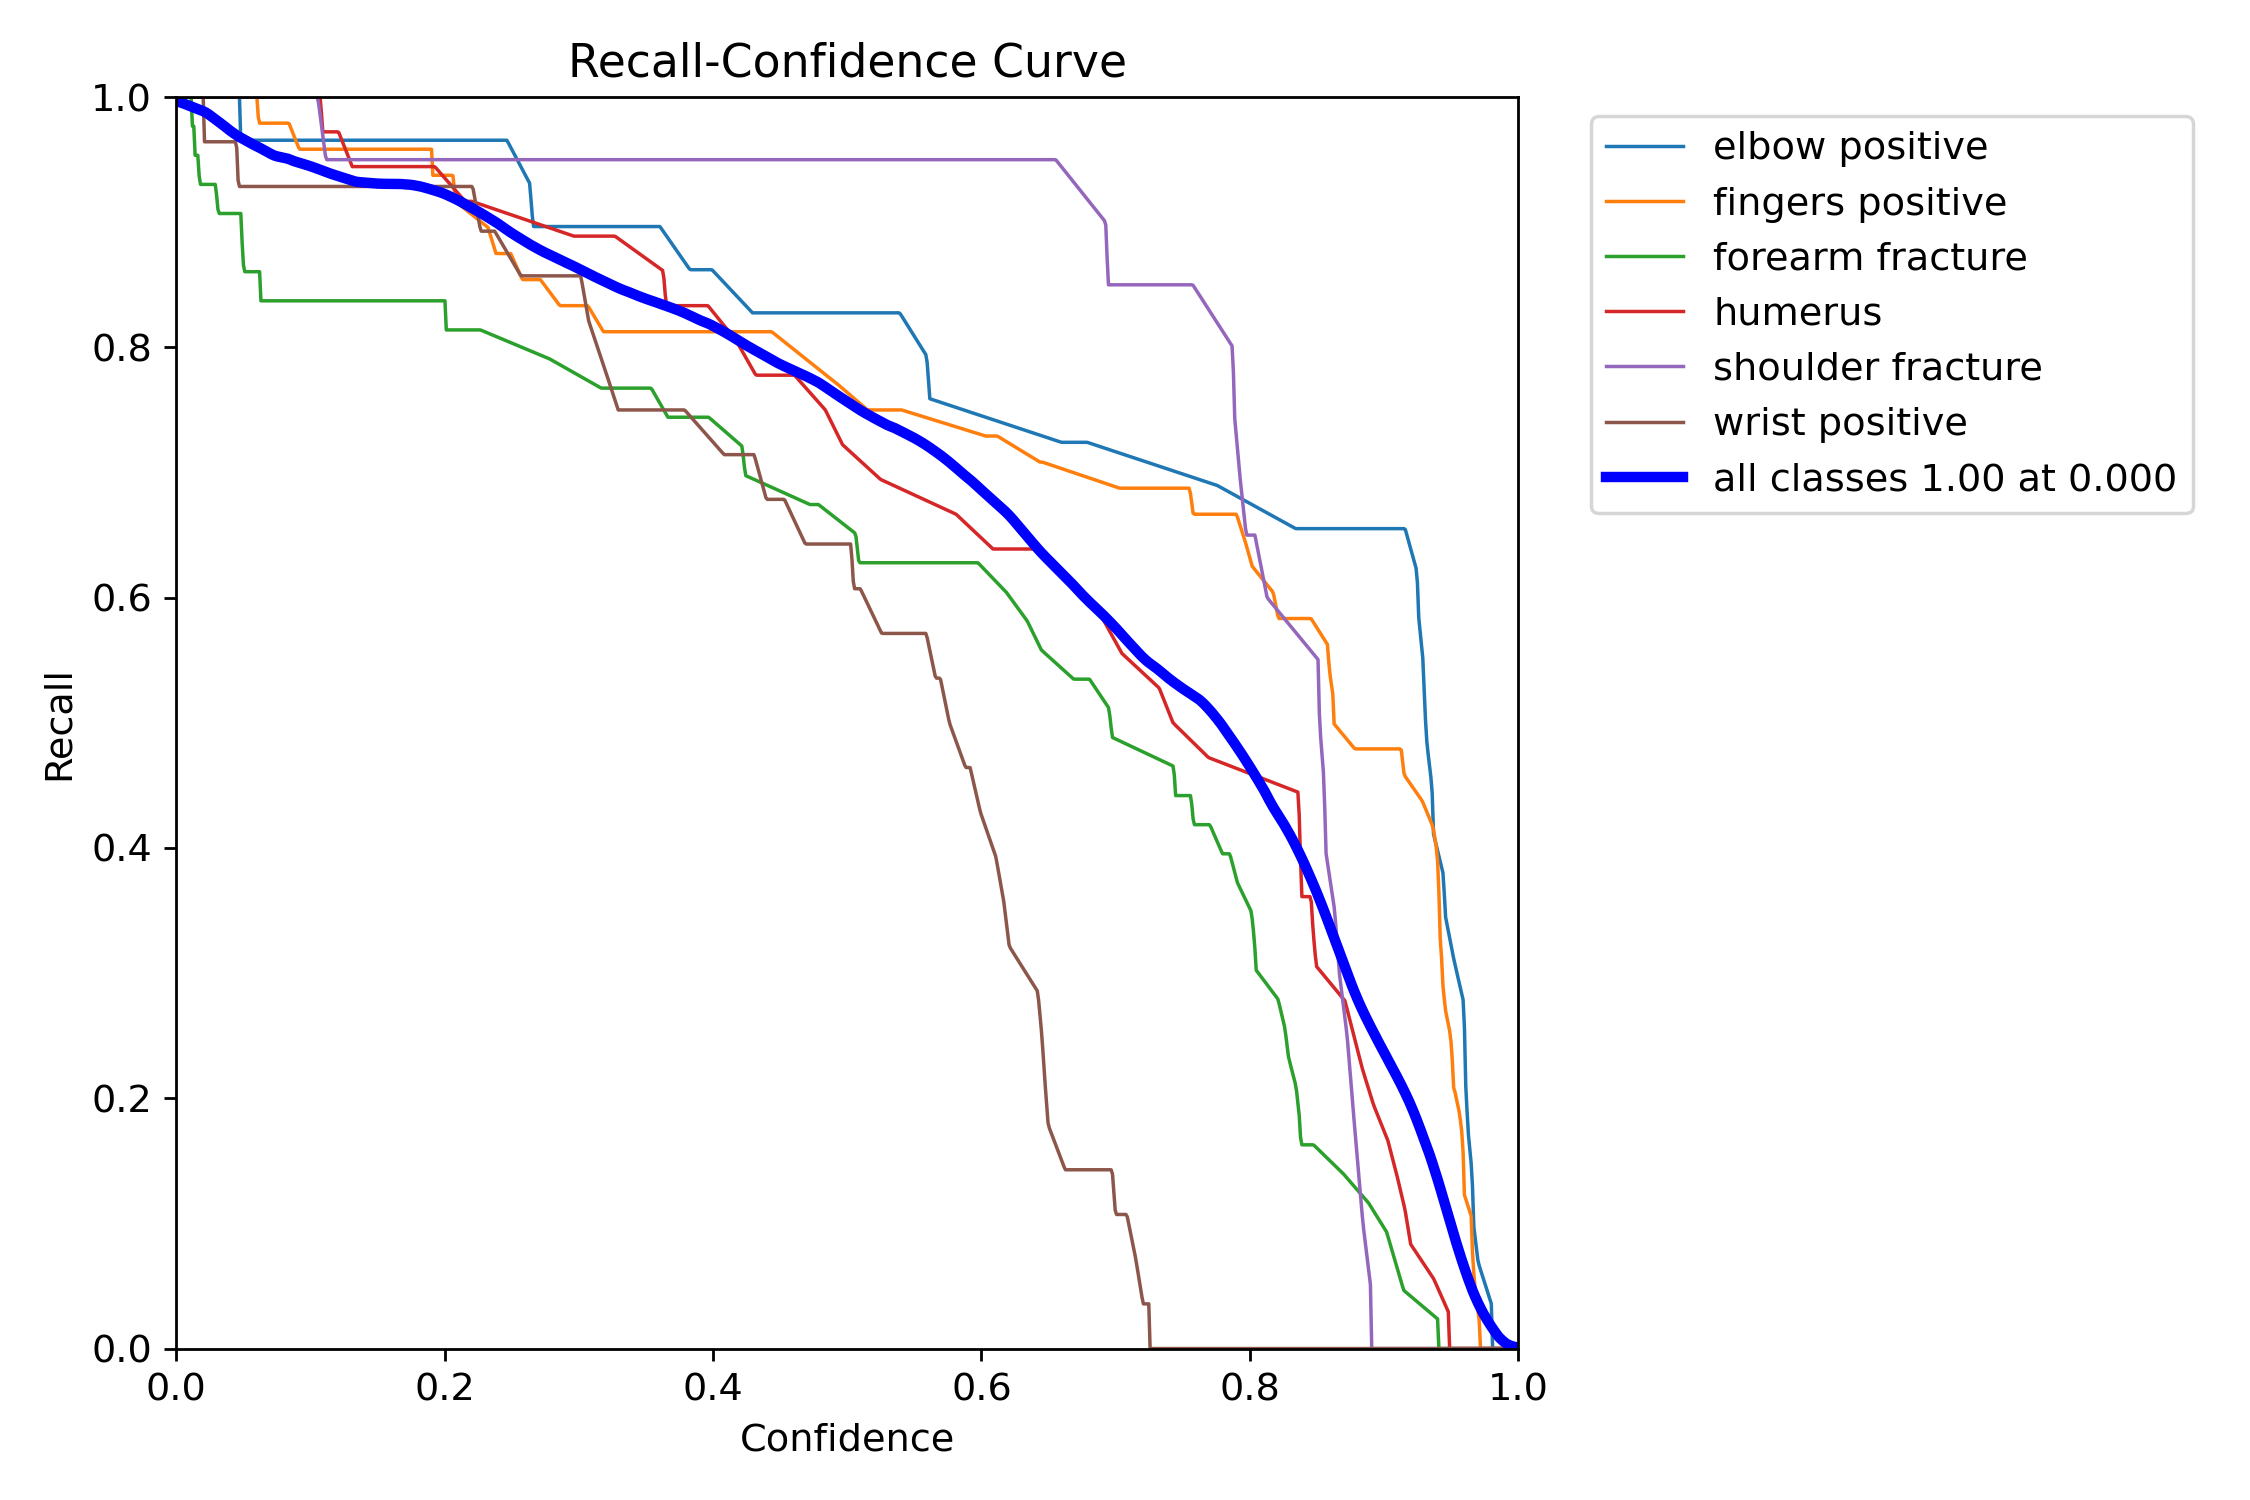 Recall-Confidence Curve
1.0
0.8
0.6
0.4
0.2
0.0
Recall
0.0 0.2 0.4 0.6 0.8 1.0
Confidence
elbow positive
fingers positive
forearm fracture
humerus
shoulder fracture
wrist positive
all classes 1.00 at 0.000